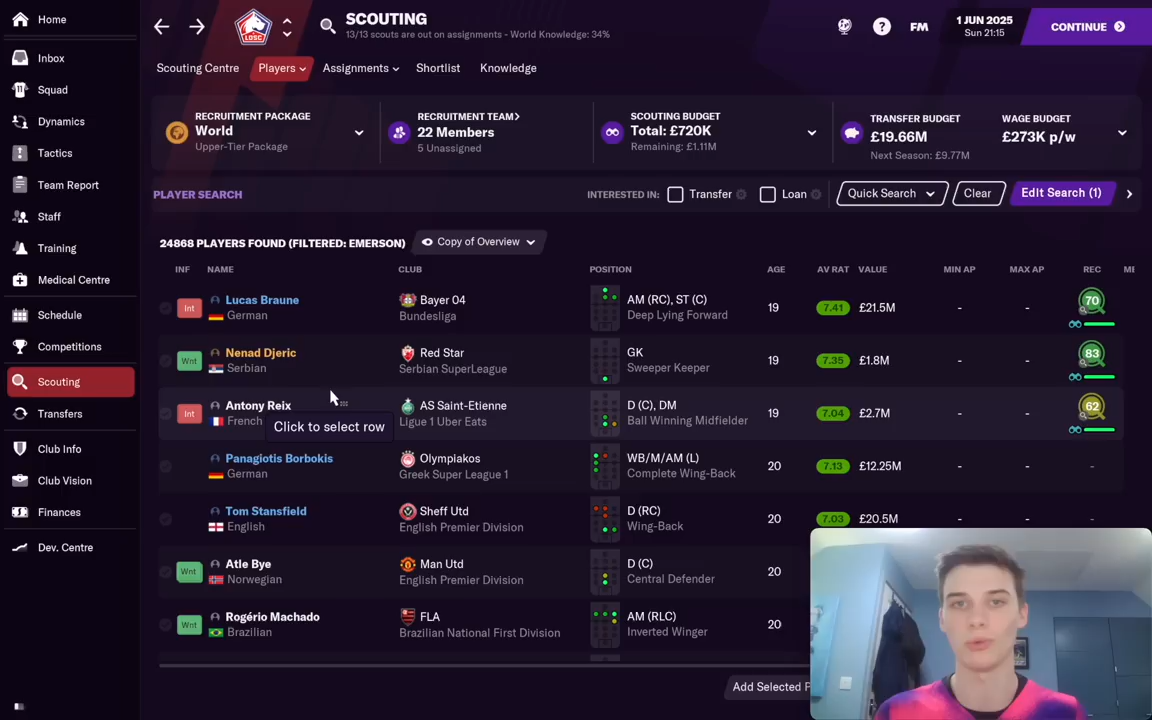 Home
Inbox
Squad
Dynamics
Tactics
Team Report
Staff
Training
Medical Centre
Schedule
Competitions
Scouting
Transfers
Club Info
Club Vision
Finances
Dev. Centre
LOSC
SCOUTING
13/13 scouts are out on assignments - World Knowledge: 34%
? FM
1 JUN 2025
Sun 21:15
CONTINUE
Scouting Centre Players Assignments Shortlist Knowledge
RECRUITMENT PACKAGE
World
Upper-Tier Package
RECRUITMENT TEAM>
22 Members
5 Unassigned
SCOUTING BUDGET
Total: £720K
Remaining: £1.11M
TRANSFER BUDGET
£19.66M
Next Season: £9.77M
WAGE BUDGET
£273K p/w
PLAYER SEARCH INTERESTED IN: Transfer Loan Quick Search Clear Edit Search (1)
24868 PLAYERS FOUND (FILTERED: EMERSON) Copy of Overview
INF NAME CLUB POSITION AGE AV RAT VALUE MIN AP MAX AP REC ME
Int Lucas Braune Bayer 04 AM (RC), ST (C) 19 7.41 £21.5M - - 70
German Bundesliga Deep Lying Forward
Wnt Nenad Djeric Red Star GK 19 7.35 £1.8M - - 83
Serbian Serbian SuperLeague Sweeper Keeper
Int Antony Reix AS Saint-Etienne D (C), DM 19 7.04 £2.7M - - 62
French Ligue 1 Uber Eats Ball Winning Midfielder
Click to select row
Panagiotis Borbokis Olympiakos WB/M/AM (L) 20 7.13 £12.25M - - -
German Greek Super League 1 Complete Wing-Back
Tom Stansfield Sheff Utd D (RC) 20 7.03 £20.5M - - -
English English Premier Division Wing-Back
Wnt Atle Bye Man Utd D (C) 20
Norwegian English Premier Division Central Defender
Wnt Rogério Machado FLA AM (RLC) 20
Brazilian Brazilian National First Division Inverted Winger
Add Selected P